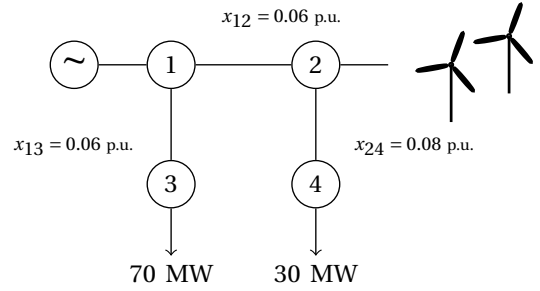 x₁₂ = 0.06 p.u.
~ 1 2
x₁₃ = 0.06 p.u. x₂₄ = 0.08 p.u.
3 4
70 MW 30 MW